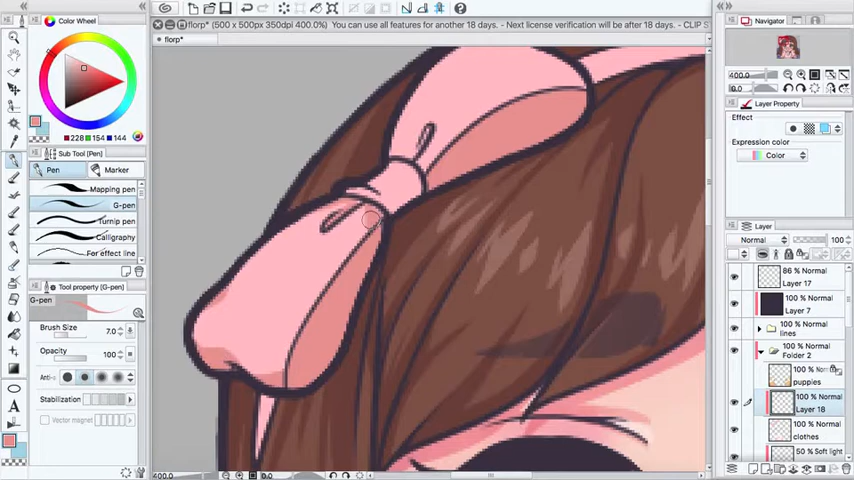 Color Wheel
228 154 144
Sub Tool [Pen]
Pen Marker
Mapping pen
G-pen
Turnip pen
Calligraphy
For effect line
Tool property [G-pen]
G-pen
Brush Size 7.0
Opacity 100
Anti-
Stabilization
Vector magnet
florp* (500 x 500px 350dpi 400.0%) You can use all features for another 18 days. - Next license verification will be after 18 days. - CLIP S
florp*
400.0 0.0
Navigator
400.0
0.0
Layer Property
Effect
Expression color
Color
Layer
Normal 100
86 % Normal
Layer 17
100 % Normal
Layer 7
100 % Normal
lines
100 % Normal
Folder 2
100 % Norm
puppies
100 % Normal
Layer 18
100 % Normal
clothes
50 % Soft light